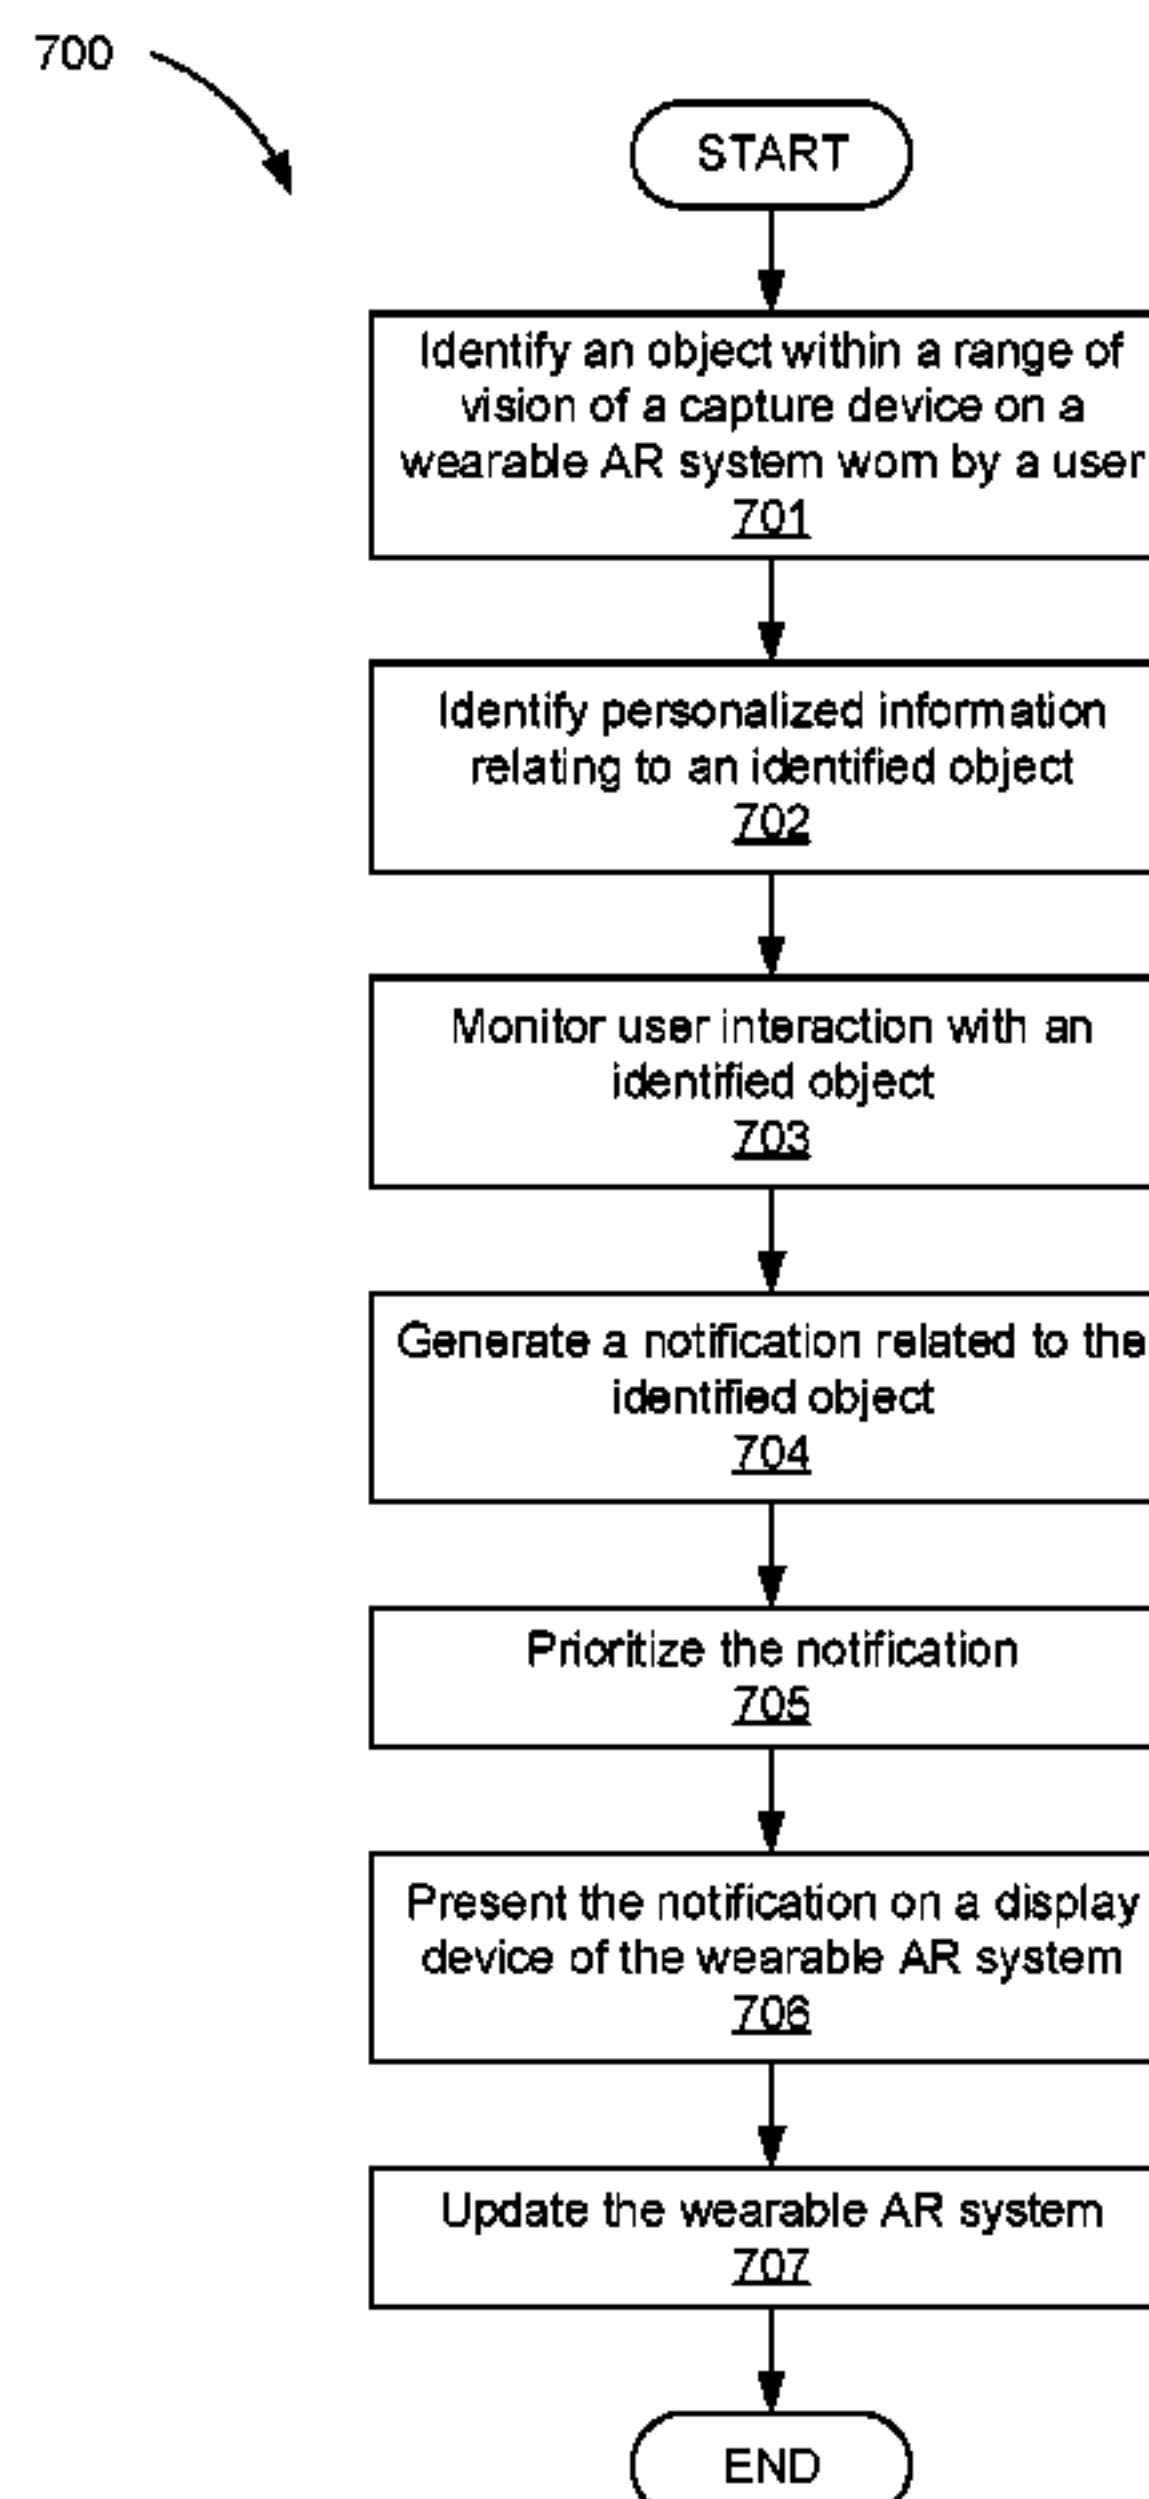 700
START
Identify an object within a range of
vision of a capture device on a
wearable AR system worn by a user
701
Identify personalized information
relating to an identified object
702
Monitor user interaction with an
identified object
703
Generate a notification related to the
identified object
704
Prioritize the notification
705
Present the notification on a display
device of the wearable AR system
706
Update the wearable AR system
707
END